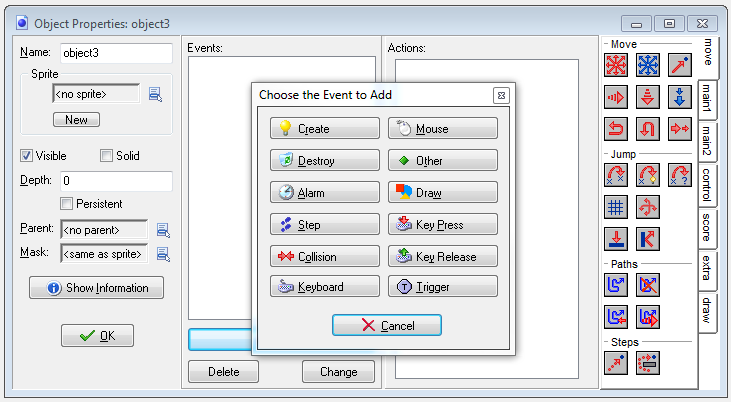 Object Properties: object3
Name: object3
Sprite
<no sprite>
New
Visible
Solid
Depth: 0
Persistent
Parent: <no parent>
Mask: <same as sprite>
Show Information
OK
Events:
Delete
Change
Choose the Event to Add
Create
Mouse
Destroy
Other
Alarm
Draw
Step
Key Press
Collision
Key Release
Keyboard
Trigger
Cancel
Actions:
Move
Jump
Paths
Steps
move
main1
main2
control
score
extra
draw